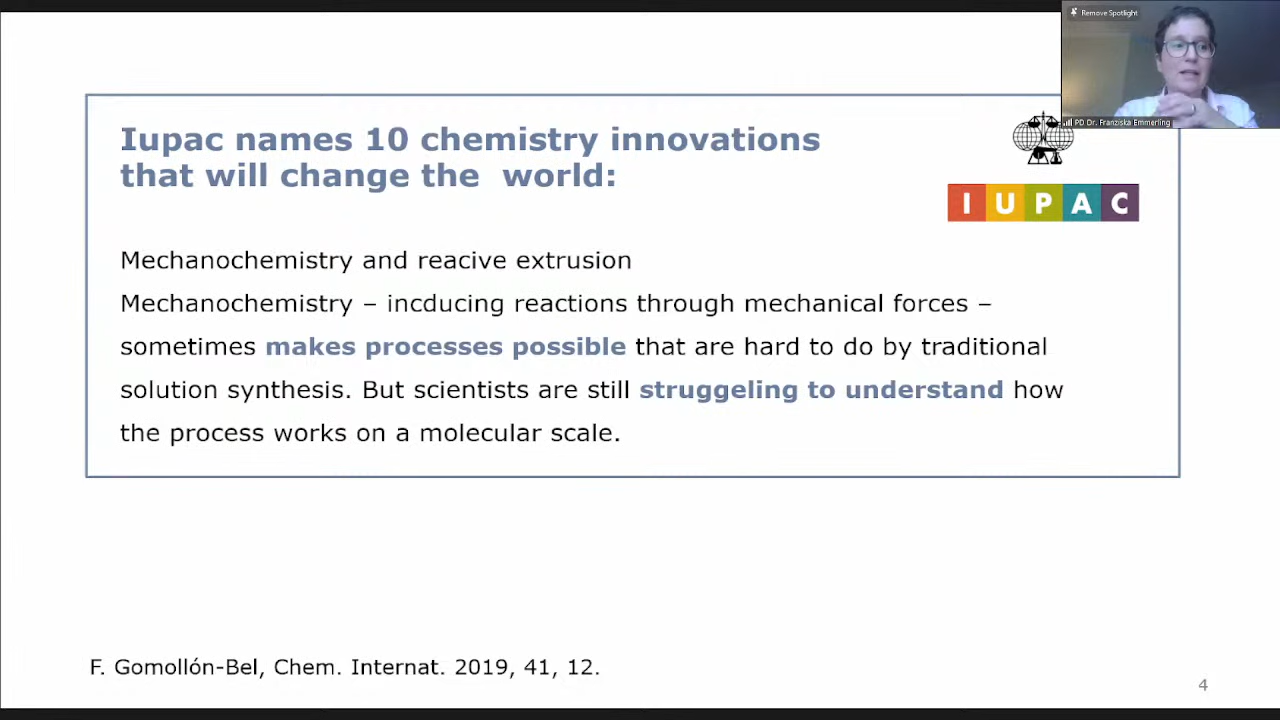 Remove Spotlight
PD Dr. Franziska Emmerling
Iupac names 10 chemistry innovations
that will change the world:
IUPAC
Mechanochemistry and reacive extrusion
Mechanochemistry – incducing reactions through mechanical forces –
sometimes makes processes possible that are hard to do by traditional
solution synthesis. But scientists are still struggeling to understand how
the process works on a molecular scale.
F. Gomollón-Bel, Chem. Internat. 2019, 41, 12.
4